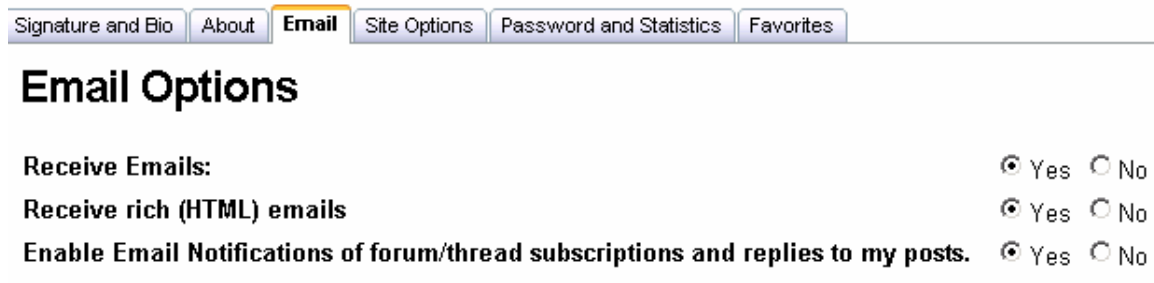 Signature and Bio About Email Site Options Password and Statistics Favorites
Email Options
Receive Emails: Yes No
Receive rich (HTML) emails Yes No
Enable Email Notifications of forum/thread subscriptions and replies to my posts. Yes No